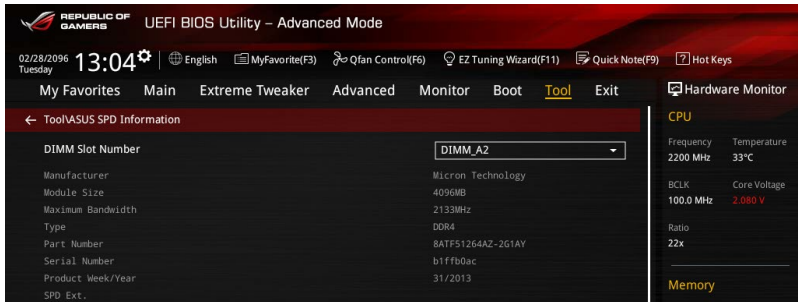 REPUBLIC OF
GAMERS
UEFI BIOS Utility – Advanced Mode
02/28/2096
Tuesday
13:04
English
MyFavorite(F3)
Qfan Control(F6)
EZ Tuning Wizard(F11)
Quick Note(F9)
? Hot Keys
My Favorites Main Extreme Tweaker Advanced Monitor Boot Tool Exit
← Tool\ASUS SPD Information
DIMM Slot Number DIMM_A2
Manufacturer Micron Technology
Module Size 4096MB
Maximum Bandwidth 2133MHz
Type DDR4
Part Number 8ATF51264AZ-2G1AY
Serial Number b1ffb0ac
Product Week/Year 31/2013
SPD Ext.
Hardware Monitor
CPU
Frequency Temperature
2200 MHz 33°C
BCLK Core Voltage
100.0 MHz 2.080 V
Ratio
22x
Memory